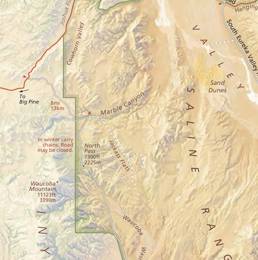 Cowhorn Valley
VALLEY
South Eureka Valley
Sand
Dunes
To
Big Pine
8mi
13km
Marble Canyon
SALINE RANG
In winter carry
chains. Road
may be closed.
North
Pass
7300ft
2225m
Waucoba
Mountain
11123ft
3390m
Waucoba
INY